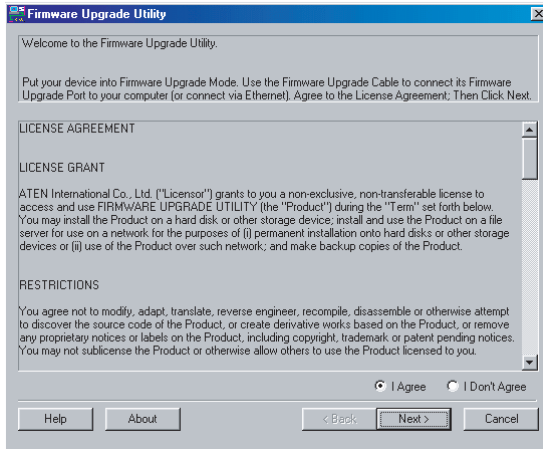 Firmware Upgrade Utility
Welcome to the Firmware Upgrade Utility.
Put your device into Firmware Upgrade Mode. Use the Firmware Upgrade Cable to connect its Firmware
Upgrade Port to your computer (or connect via Ethernet). Agree to the License Agreement; Then Click Next.
LICENSE AGREEMENT
LICENSE GRANT
ATEN International Co., Ltd. ("Licensor") grants to you a non-exclusive, non-transferable license to
access and use FIRMWARE UPGRADE UTILITY (the "Product") during the "Term" set forth below.
You may install the Product on a hard disk or other storage device; install and use the Product on a file
server for use on a network for the purposes of (i) permanent installation onto hard disks or other storage
devices or (ii) use of the Product over such network; and make backup copies of the Product.
RESTRICTIONS
You agree not to modify, adapt, translate, reverse engineer, recompile, disassemble or otherwise attempt
to discover the source code of the Product, or create derivative works based on the Product, or remove
any proprietary notices or labels on the Product, including copyright, trademark or patent pending notices.
You may not sublicense the Product or otherwise allow others to use the Product licensed to you.
I Agree I Don't Agree
Help About < Back Next > Cancel